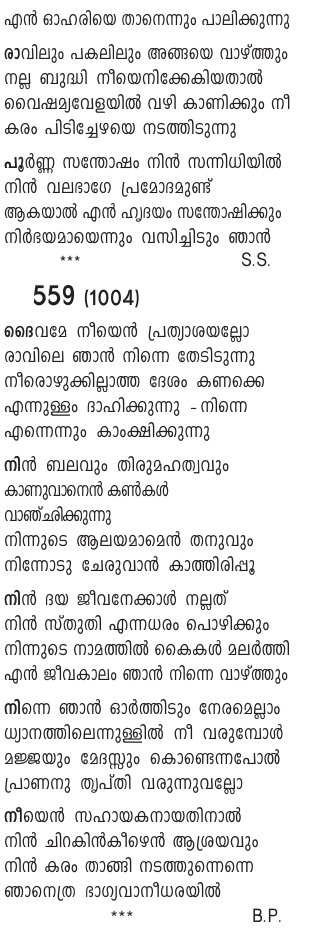 എൻ ഓഹരിയെ താനെന്നും പാലിക്കുന്നു
രാവിലും പകലിലും അങ്ങയെ വാഴ്ത്തും
നല്ല ബുദ്ധി നീയെനിക്കേകിയതാൽ
വൈഷമ്യവേളയിൽ വഴി കാണിക്കും നീ
കരം പിടിച്ചേഴയെ നടത്തിടുന്നു
പൂർണ്ണ സന്തോഷം നിൻ സന്നിധിയിൽ
നിൻ വലഭാഗേ പ്രമോദമുണ്ട്
ആകയാൽ എൻ ഹൃദയം സന്തോഷിക്കും
നിർഭയമായെന്നും വസിച്ചിടും ഞാൻ
*** S.S.
559 (1004)
ദൈവമേ നീയെൻ പ്രത്യാശയല്ലോ
രാവിലെ ഞാൻ നിന്നെ തേടിടുന്നു
നീരൊഴുക്കില്ലാത്ത ദേശം കണക്കെ
എന്നുള്ളം ദാഹിക്കുന്നു - നിന്നെ
എന്നെന്നും കാംക്ഷിക്കുന്നു
നിൻ ബലവും തിരുമഹത്വവും
കാണുവാനെൻ കൺകൾ
വാഞ്ഛിക്കുന്നു
നിന്നുടെ ആലയമാമെൻ തനുവും
നിന്നോടു ചേരുവാൻ കാത്തിരിപ്പൂ
നിൻ ദയ ജീവനേക്കാൾ നല്ലത്
നിൻ സ്തുതി എന്നധരം പൊഴിക്കും
നിന്നുടെ നാമത്തിൽ കൈകൾ മലർത്തി
എൻ ജീവകാലം ഞാൻ നിന്നെ വാഴ്ത്തും
നിന്നെ ഞാൻ ഓർത്തിടും നേരമെല്ലാം
ധ്യാനത്തിലെന്നുള്ളിൽ നീ വരുമ്പോൾ
മജ്ജയും മേദസ്സും കൊണ്ടെന്നപോൽ
പ്രാണനു തൃപ്തി വരുന്നുവല്ലോ
നീയെൻ സഹായകനായതിനാൽ
നിൻ ചിറകിൻകീഴെൻ ആശ്രയവും
നിൻ കരം താങ്ങി നടത്തുന്നെന്നെ
ഞാനെത്ര ഭാഗ്യവാനീധരയിൽ
*** B.P.